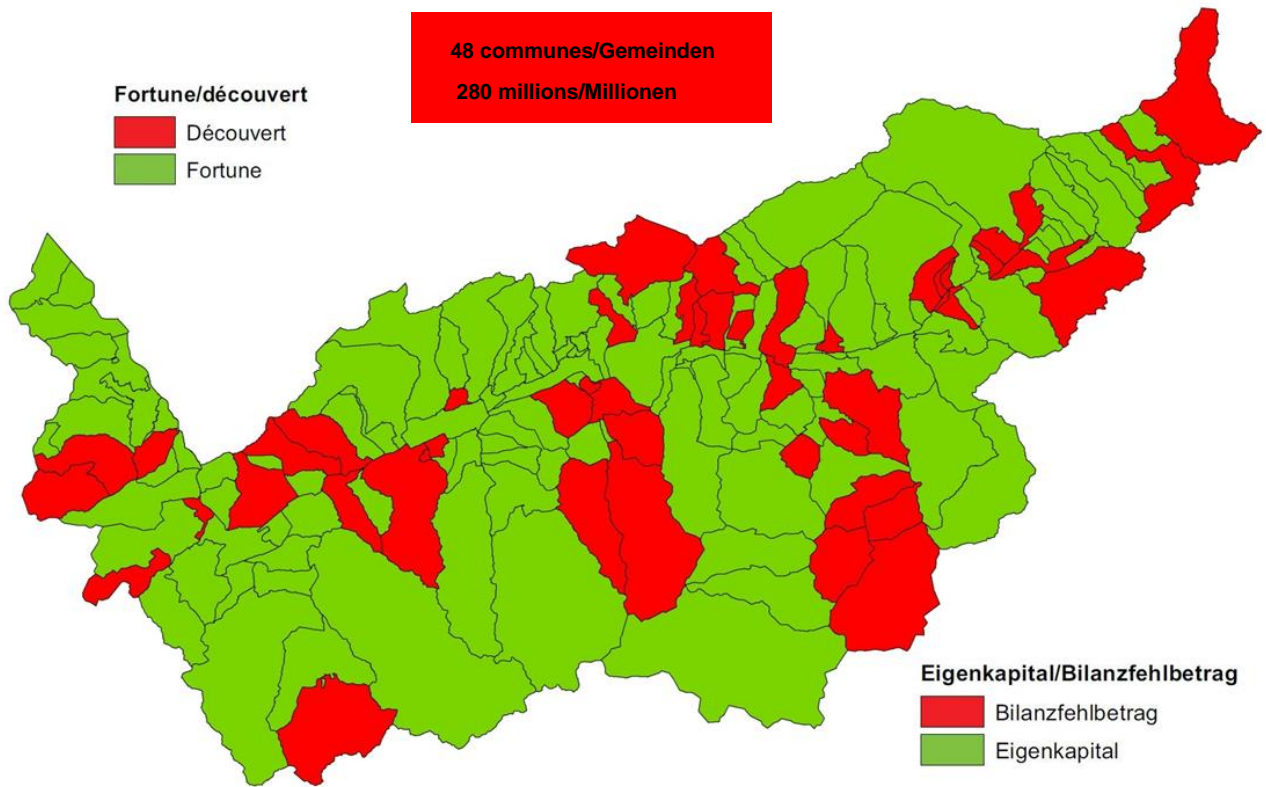 48 communes/Gemeinden
280 millions/Millionen
Fortune/découvert
Découvert
Fortune
Eigenkapital/Bilanzfehlbetrag
Bilanzfehlbetrag
Eigenkapital